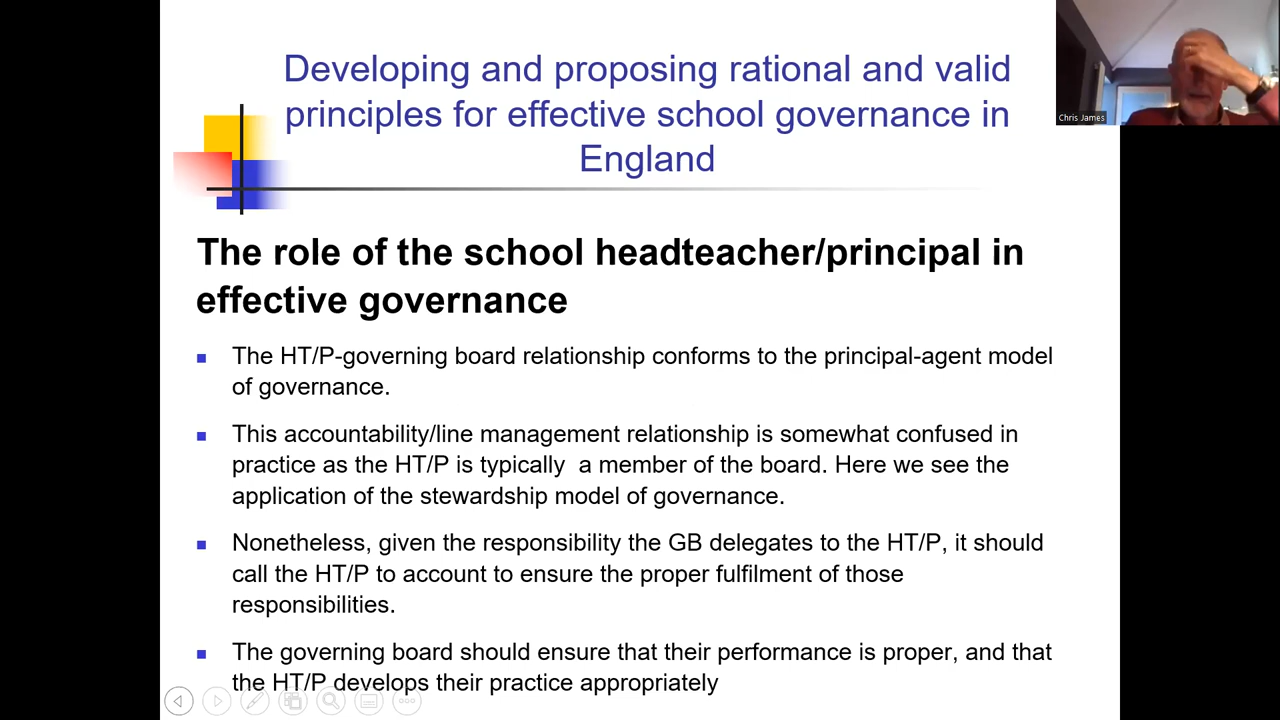 Developing and proposing rational and valid
principles for effective school governance in
England
Chris James
The role of the school headteacher/principal in
effective governance
The HT/P-governing board relationship conforms to the principal-agent model
of governance.
This accountability/line management relationship is somewhat confused in
practice as the HT/P is typically  a member of the board. Here we see the
application of the stewardship model of governance.
Nonetheless, given the responsibility the GB delegates to the HT/P, it should
call the HT/P to account to ensure the proper fulfilment of those
responsibilities.
The governing board should ensure that their performance is proper, and that
the HT/P develops their practice appropriately